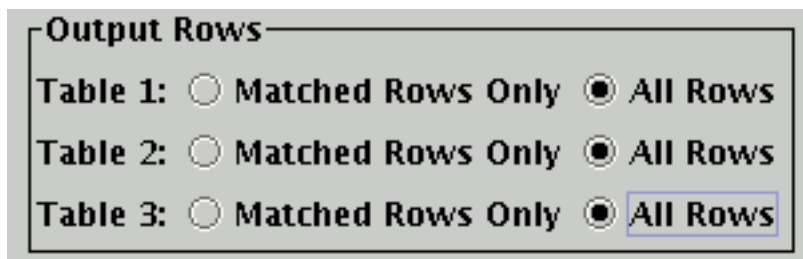 Output Rows
Table 1: Matched Rows Only All Rows
Table 2: Matched Rows Only All Rows
Table 3: Matched Rows Only All Rows